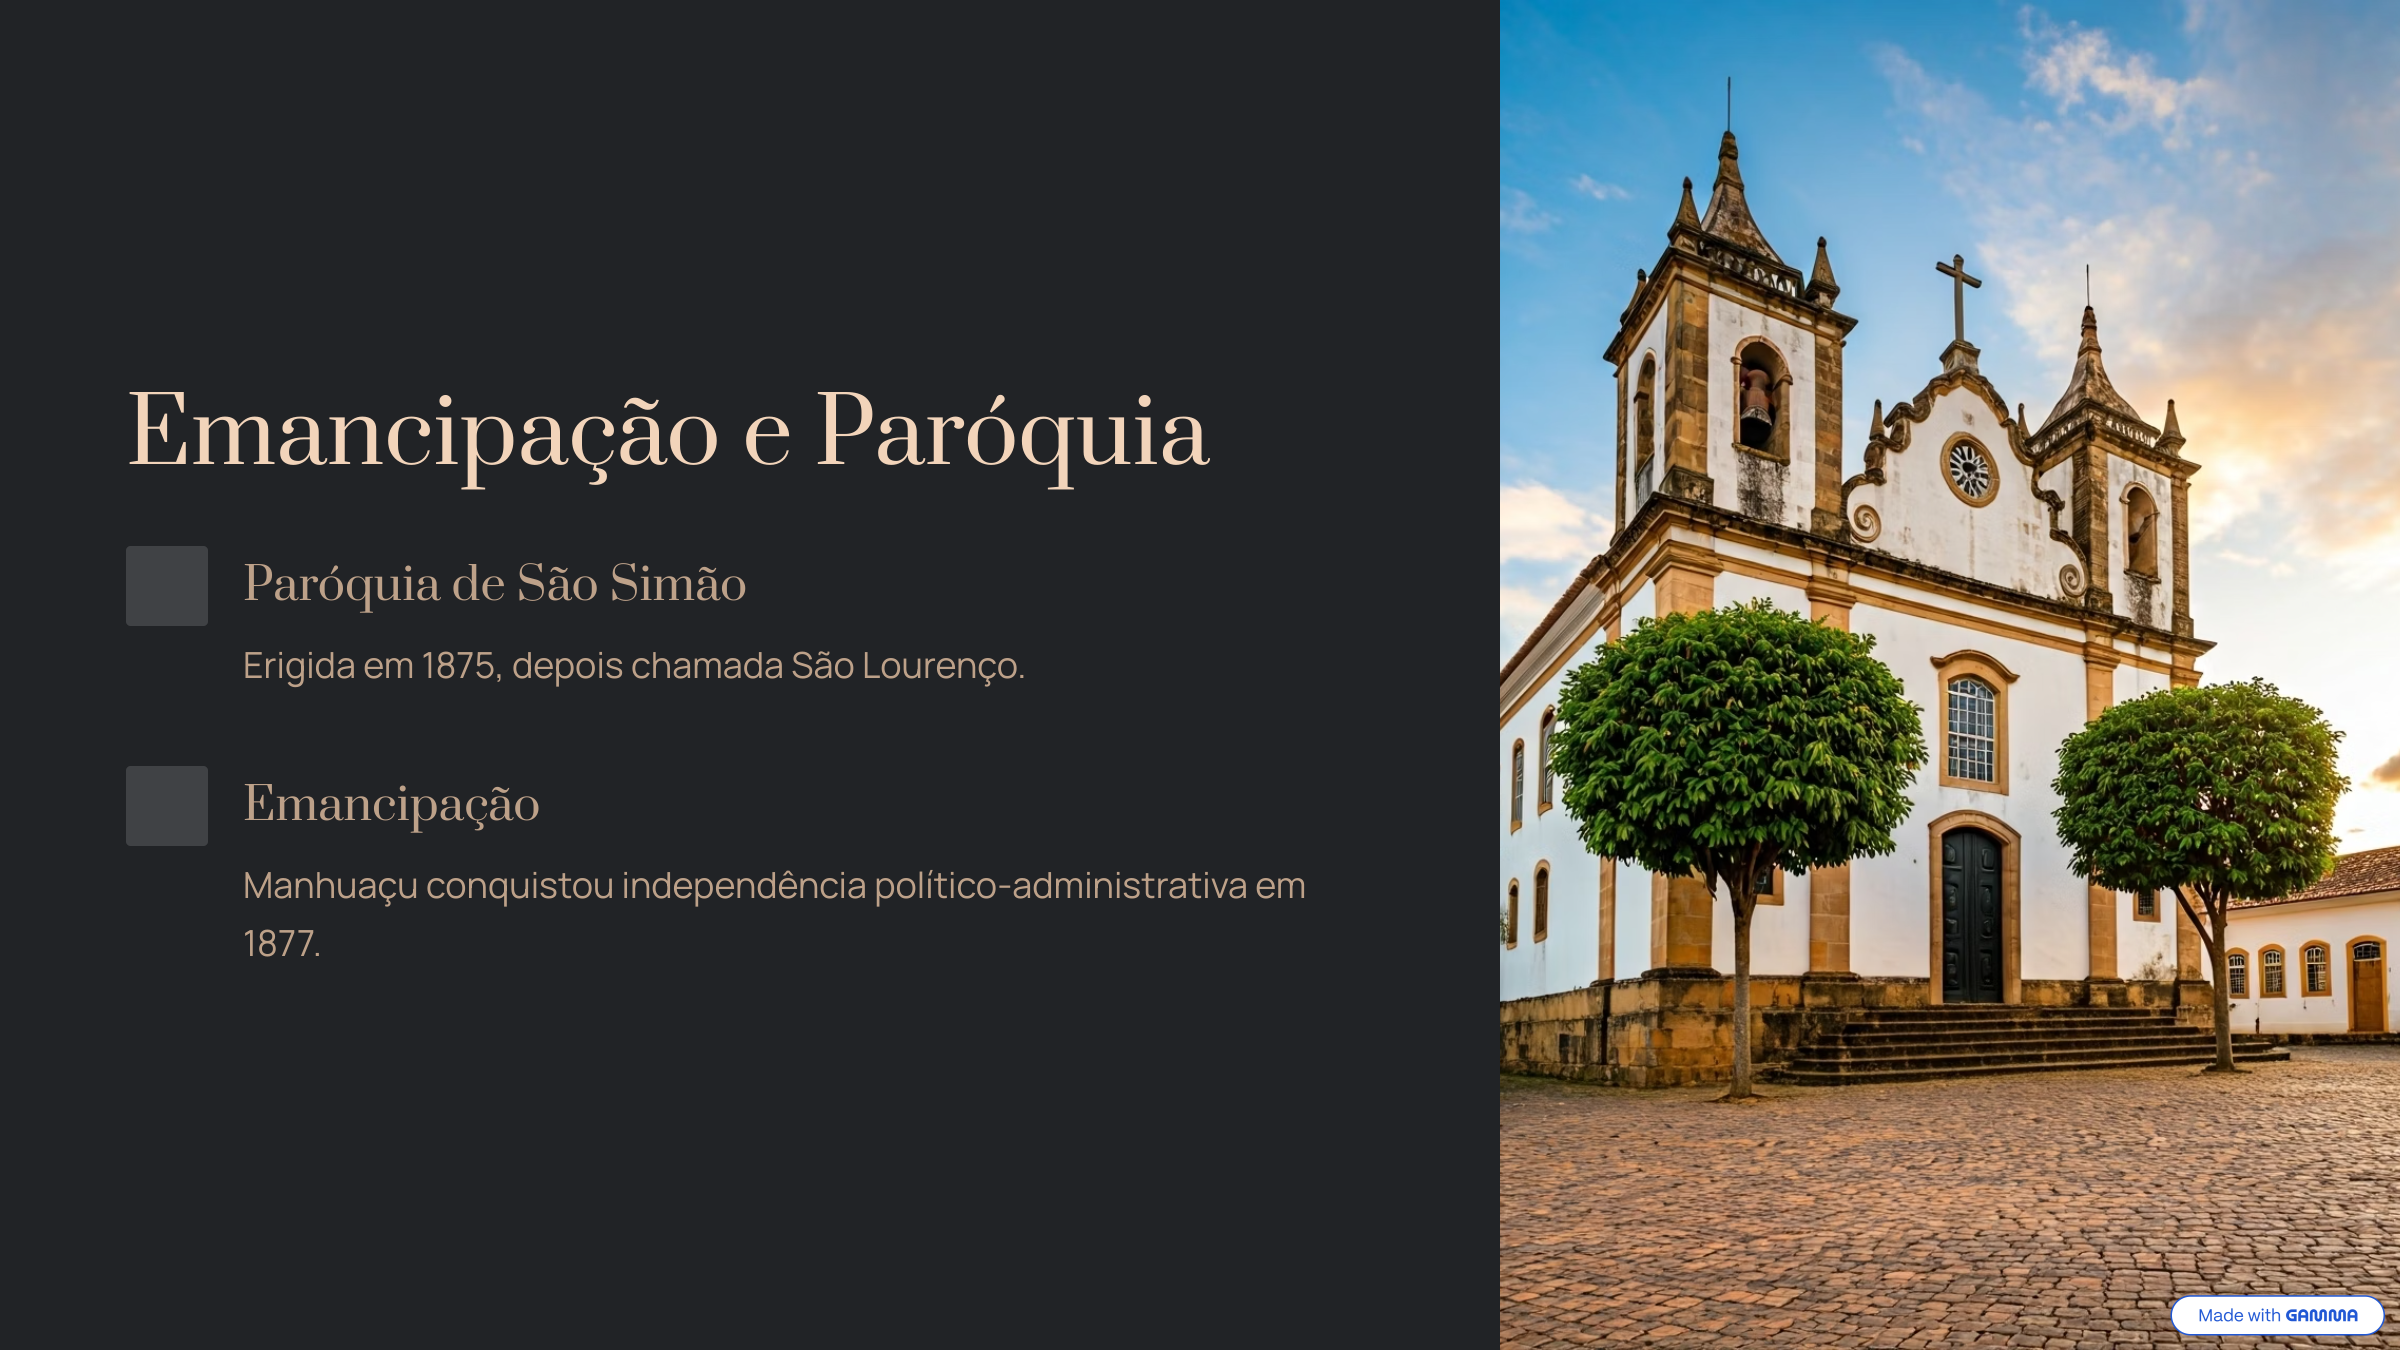 Emancipação e Paróquia
Paróquia de São Simão
Erigida em 1875, depois chamada São Lourenço.
Emancipação
Manhuaçu conquistou independência político-administrativa em
1877.
Made with GAMMA